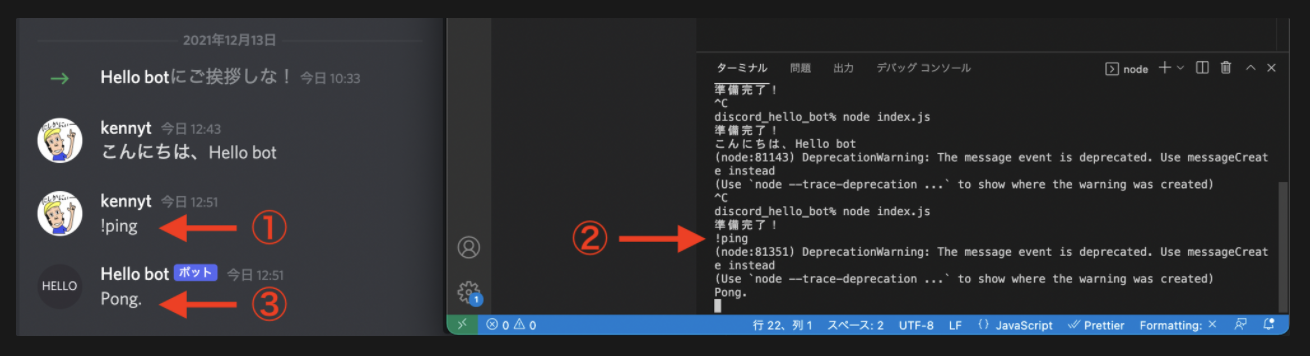 2021年12月13日
Hello botにご挨拶しな！ 今日 10:33
kennyt 今日 12:43
こんにちは、Hello bot
kennyt 今日 12:51
!ping
①
Hello bot ボット 今日 12:51
HELLO
Pong.
③
ターミナル 問題 出力 デバッグ コンソール
node
準備完了！
^C
discord_hello_bot% node index.js
準備完了！
こんにちは、Hello bot
(node:81143) DeprecationWarning: The message event is deprecated. Use messageCreat
e instead
(Use `node --trace-deprecation ...` to show where the warning was created)
^C
discord_hello_bot% node index.js
準備完了！
②
!ping
(node:81351) DeprecationWarning: The message event is deprecated. Use messageCreat
e instead
(Use `node --trace-deprecation ...` to show where the warning was created)
Pong.
1
0 0
行 22、列 1 スペース: 2 UTF-8 LF {} JavaScript Prettier Formatting: ×